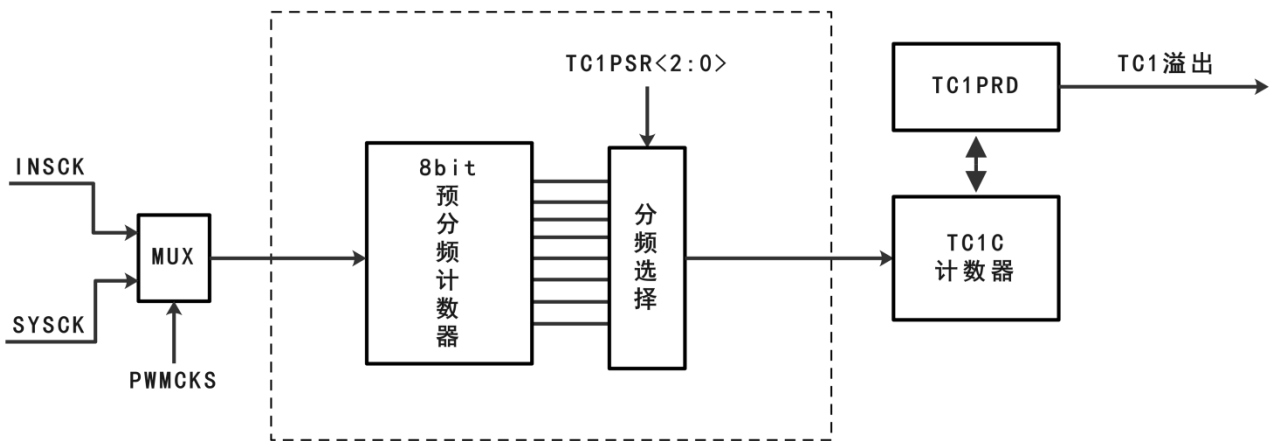 TC1PSR<2:0>
TC1PRD
TC1溢出
INSCK
MUX
SYSCK
PWMCKS
8bit
预
分
频
计
数
器
分
频
选
择
TC1C
计数器